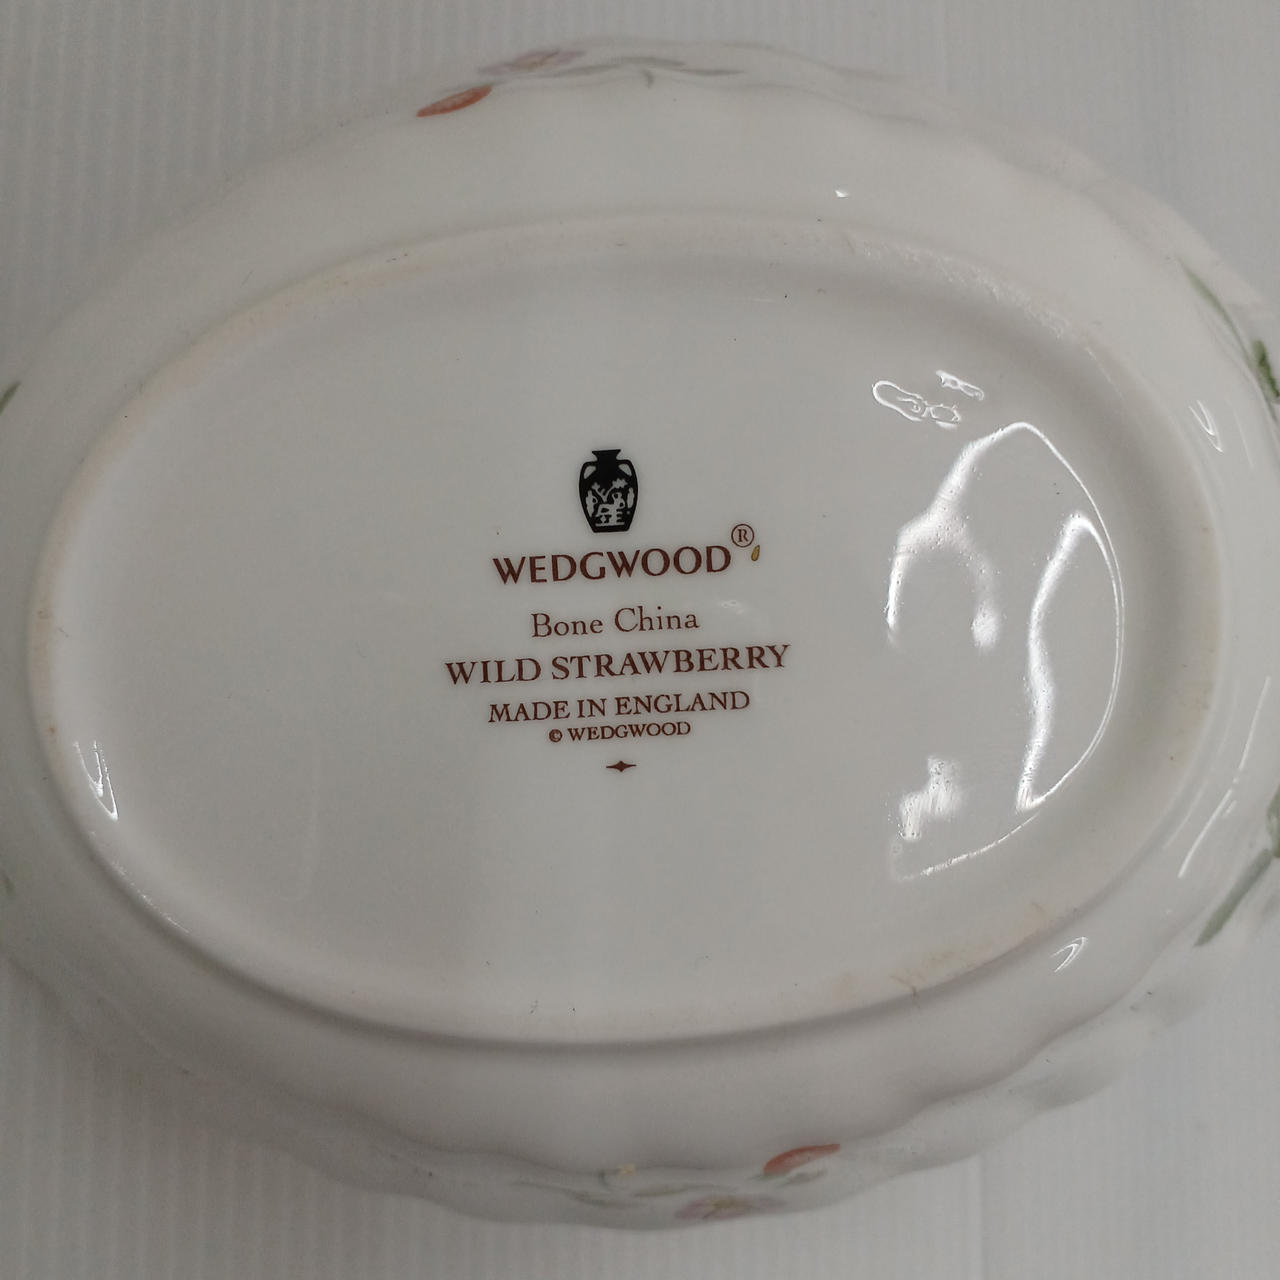 WEDGWOOD®
Bone China
WILD STRAWBERRY
MADE IN ENGLAND
© WEDGWOOD